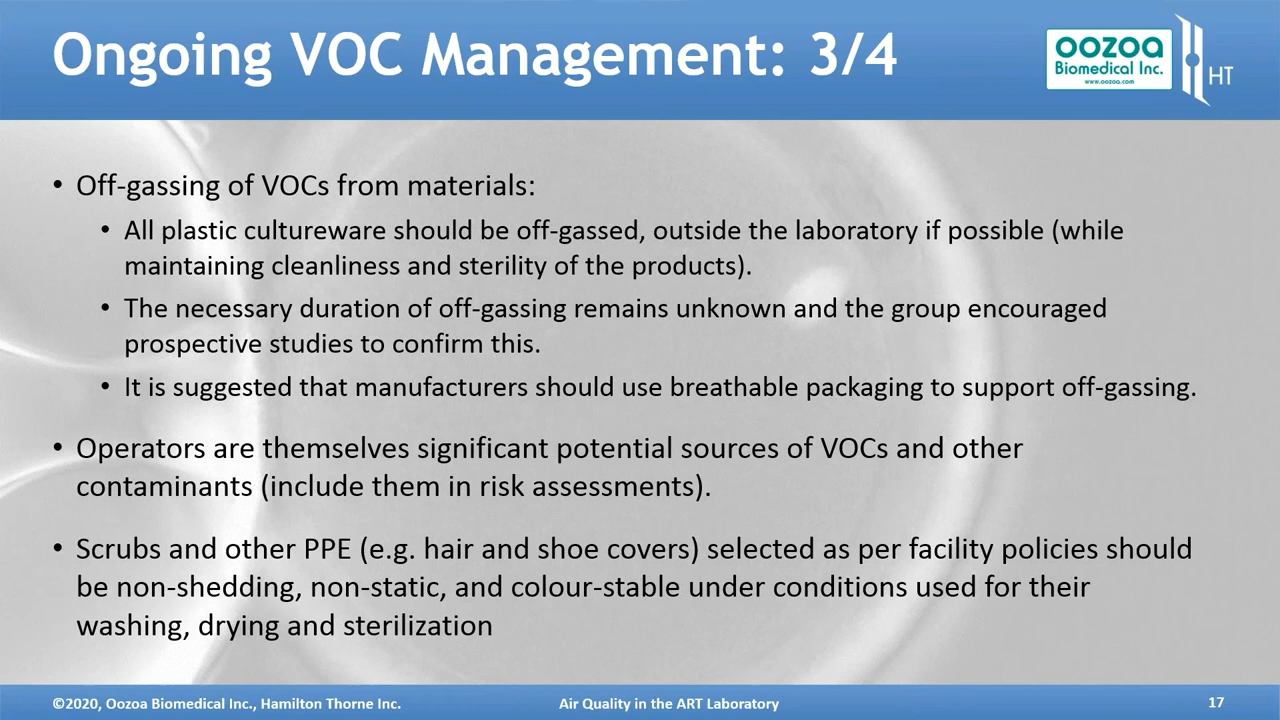 Ongoing VOC Management: 3/4
oozoa
Biomedical Inc.
www.oozoa.com
HT
• Off-gassing of VOCs from materials:
• All plastic cultureware should be off-gassed, outside the laboratory if possible (while
maintaining cleanliness and sterility of the products).
• The necessary duration of off-gassing remains unknown and the group encouraged
prospective studies to confirm this.
• It is suggested that manufacturers should use breathable packaging to support off-gassing.
• Operators are themselves significant potential sources of VOCs and other
contaminants (include them in risk assessments).
• Scrubs and other PPE (e.g. hair and shoe covers) selected as per facility policies should
be non-shedding, non-static, and colour-stable under conditions used for their
washing, drying and sterilization
©2020, Oozoa Biomedical Inc., Hamilton Thorne Inc.
Air Quality in the ART Laboratory
17